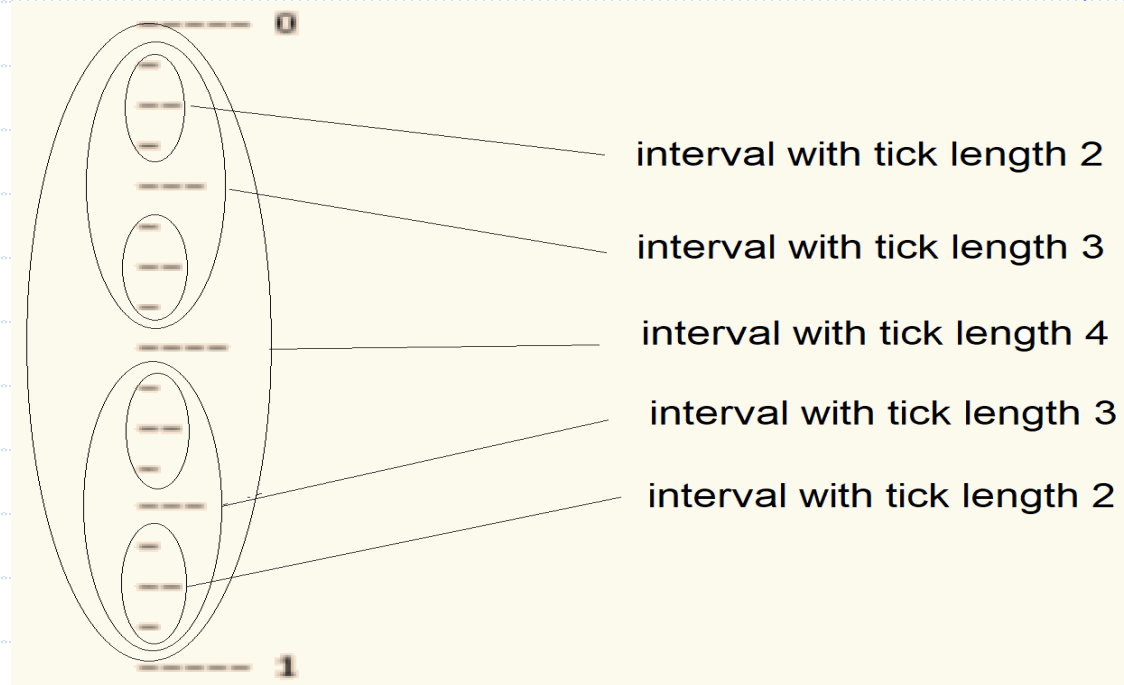 0
interval with tick length 2
interval with tick length 3
interval with tick length 4
interval with tick length 3
interval with tick length 2
1